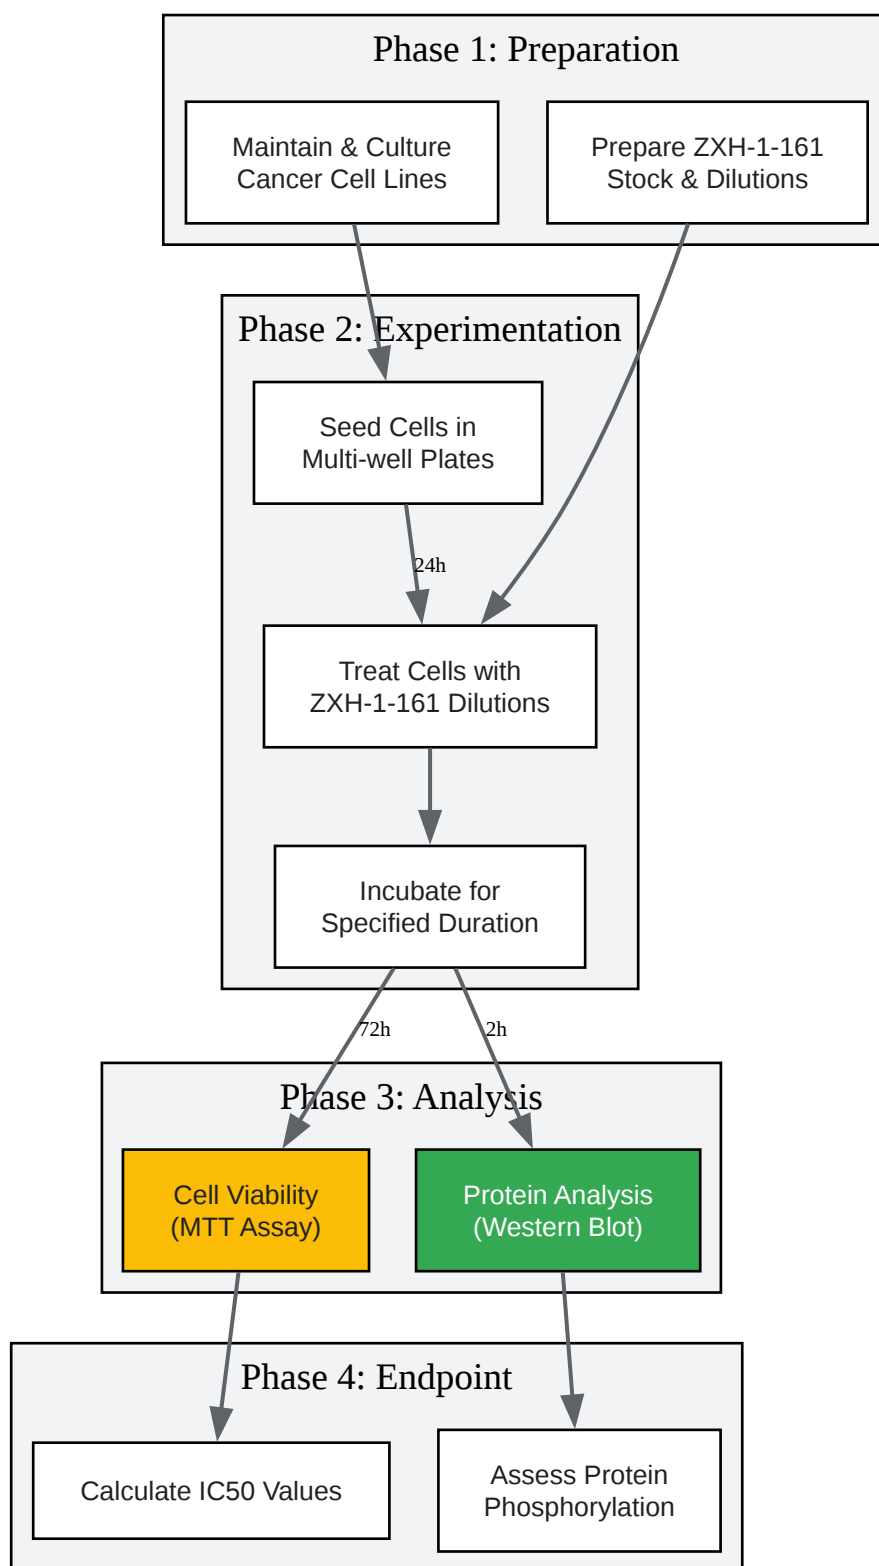 Phase 1: Preparation
Maintain & Culture
Cancer Cell Lines
Prepare ZXH-1-161
Stock & Dilutions
Phase 2: Experimentation
Seed Cells in
Multi-well Plates
24h
Treat Cells with
ZXH-1-161 Dilutions
Incubate for
Specified Duration
72h
2h
Phase 3: Analysis
Cell Viability
(MTT Assay)
Protein Analysis
(Western Blot)
Phase 4: Endpoint
Calculate IC50 Values
Assess Protein
Phosphorylation